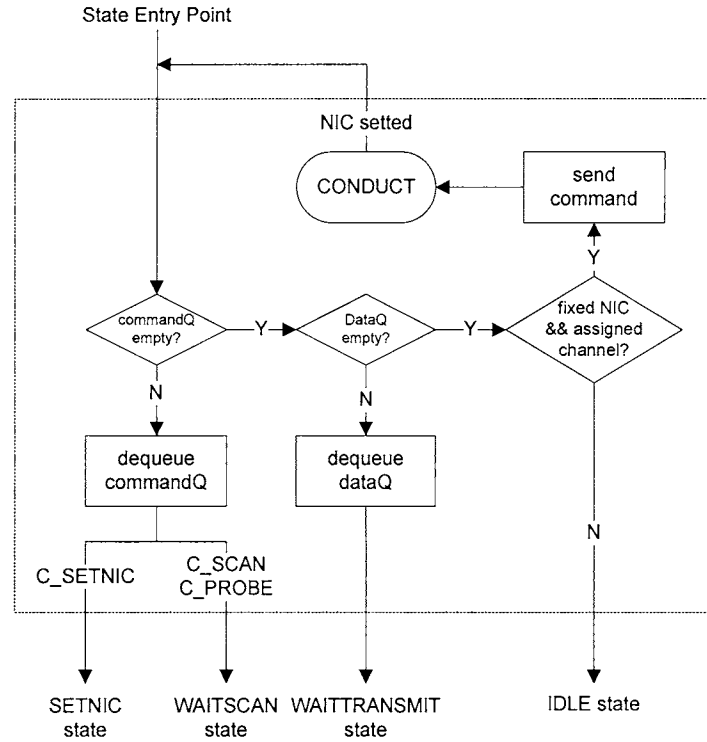 State Entry Point
NIC setted
CONDUCT
send
command
Y
commandQ
empty?
Y
DataQ
empty?
Y
fixed NIC
&& assigned
channel?
N
N
dequeue
commandQ
dequeue
dataQ
N
C_SETNIC
C_SCAN
C_PROBE
SETNIC
state
WAITSCAN
state
WAITTRANSMIT
state
IDLE state